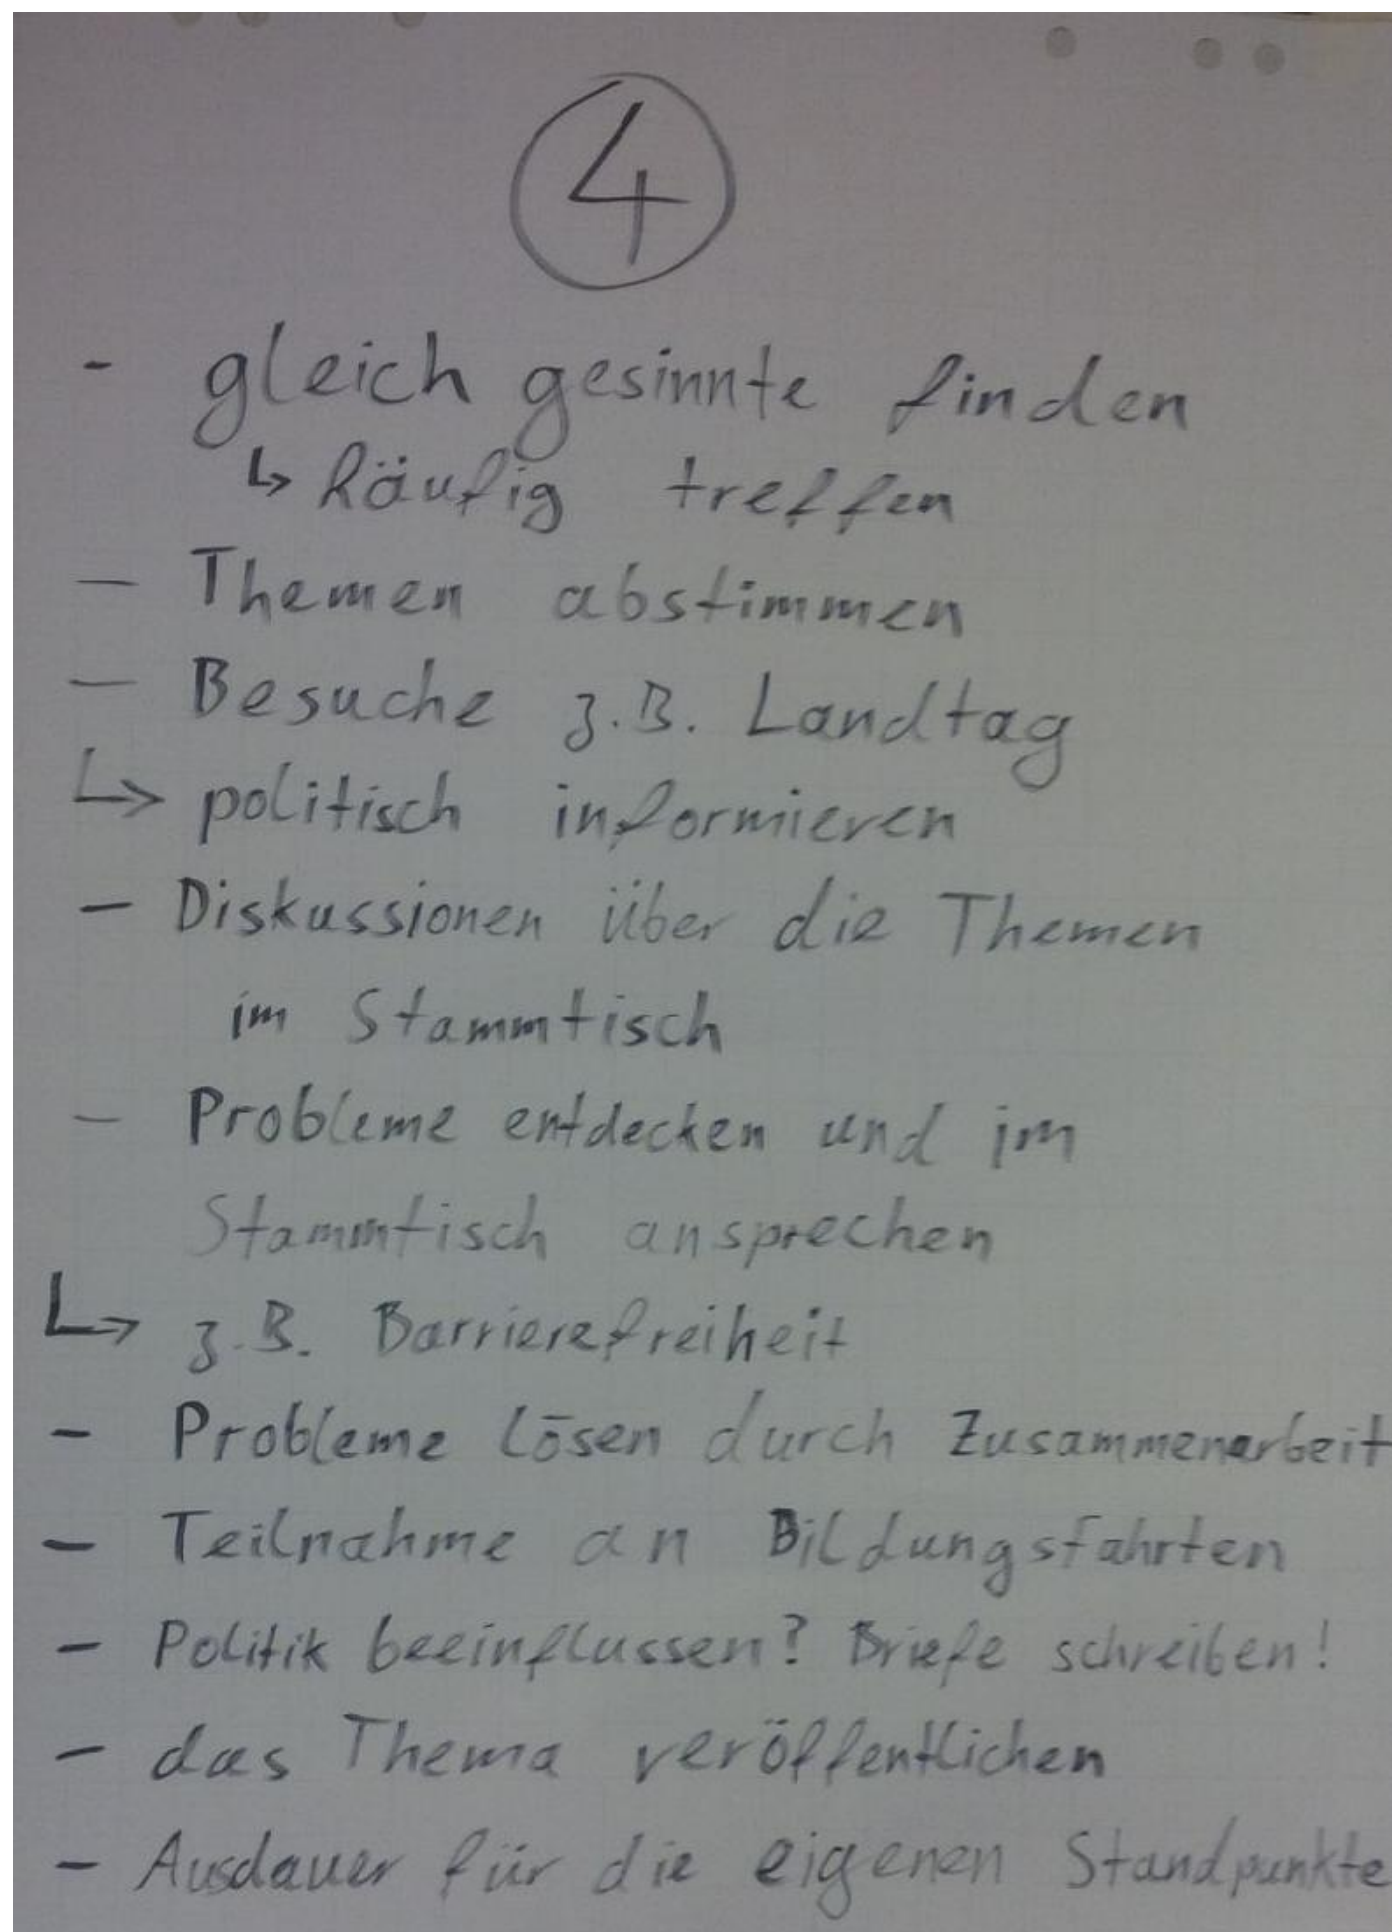 4
- gleich gesinnte finden
↳ häufig treffen
- Themen abstimmen
- Besuche z.B. Landtag
↳ politisch informieren
- Diskussionen über die Themen
im Stammtisch
- Probleme entdecken und im
Stammtisch ansprechen
↳ z.B. Barrierefreiheit
- Probleme lösen durch Zusammenarbeit
- Teilnahme an Bildungsfahrten
- Politik beeinflussen? Briefe schreiben!
- das Thema veröffentlichen
- Ausdauer für die eigenen Standpunkte